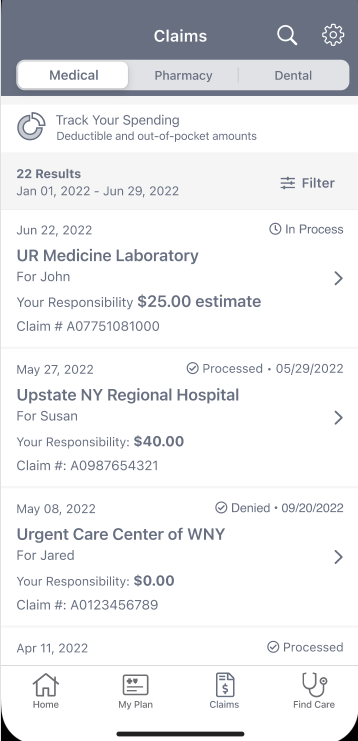 Claims
Medical Pharmacy Dental
Track Your Spending
Deductible and out-of-pocket amounts
22 Results
Jan 01, 2022 - Jun 29, 2022
Filter
Jun 22, 2022 In Process
UR Medicine Laboratory
For John
Your Responsibility $25.00 estimate
Claim # A07751081000
May 27, 2022 Processed • 05/29/2022
Upstate NY Regional Hospital
For Susan
Your Responsibility: $40.00
Claim #: A0987654321
May 08, 2022 Denied • 09/20/2022
Urgent Care Center of WNY
For Jared
Your Responsibility: $0.00
Claim #: A0123456789
Apr 11, 2022 Processed
Home My Plan Claims Find Care